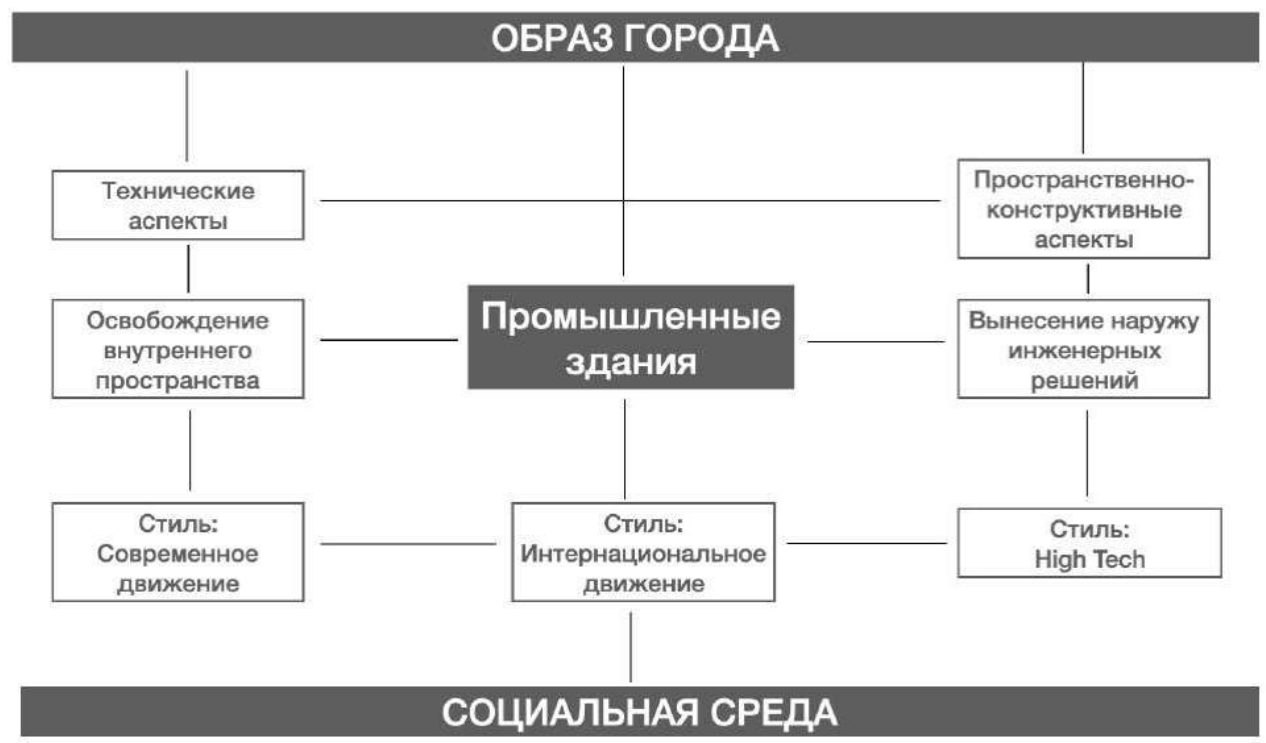 ОБРАЗ ГОРОДА
Технические
аспекты
Пространственно-
конструктивные
аспекты
Освобождение
внутреннего
пространства
Промышленные
здания
Вынесение наружу
инженерных
решений
Стиль:
Современное
движение
Стиль:
Интернациональное
движение
Стиль:
High Tech
СОЦИАЛЬНАЯ СРЕДА